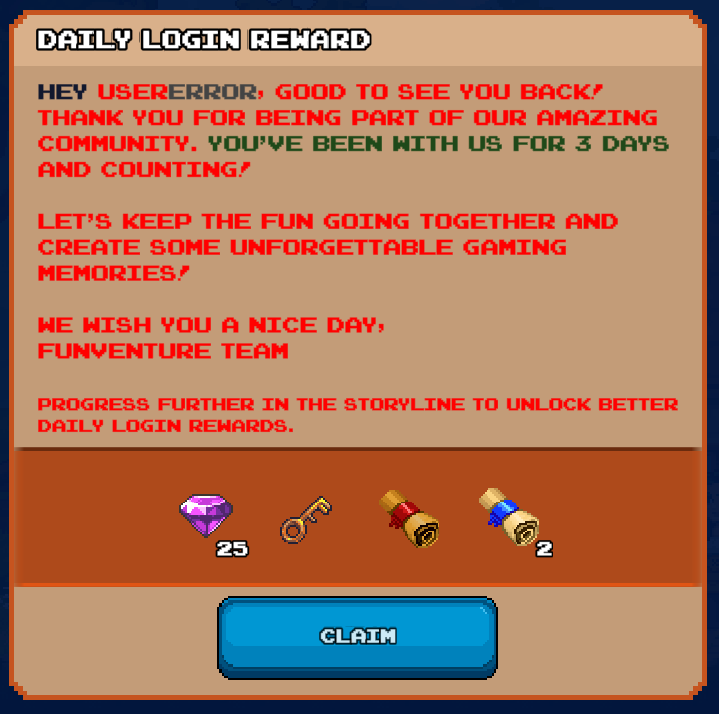 DAILY LOGIN REWARD
HEY USERERROR, GOOD TO SEE YOU BACK!
THANK YOU FOR BEING PART OF OUR AMAZING
COMMUNITY. YOU'VE BEEN WITH US FOR 3 DAYS
AND COUNTING!
LET'S KEEP THE FUN GOING TOGETHER AND
CREATE SOME UNFORGETTABLE GAMING
MEMORIES!
WE WISH YOU A NICE DAY,
FUNVENTURE TEAM
PROGRESS FURTHER IN THE STORYLINE TO UNLOCK BETTER
DAILY LOGIN REWARDS.
25 2
CLAIM